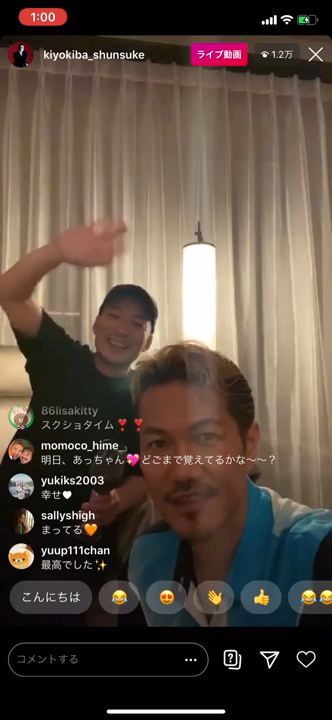 1:00
kiyokiba_shunsuke
ライブ動画
1.2万
86lisakitty
スクショタイム❣️❣️
momoco_hime
明日、あっちゃん💖どこまで覚えてるかな〜〜？
yukiks2003
幸せ🤍
sallyshigh
まってる🧡
yuup111chan
最高でした✨
こんにちは
コメントする